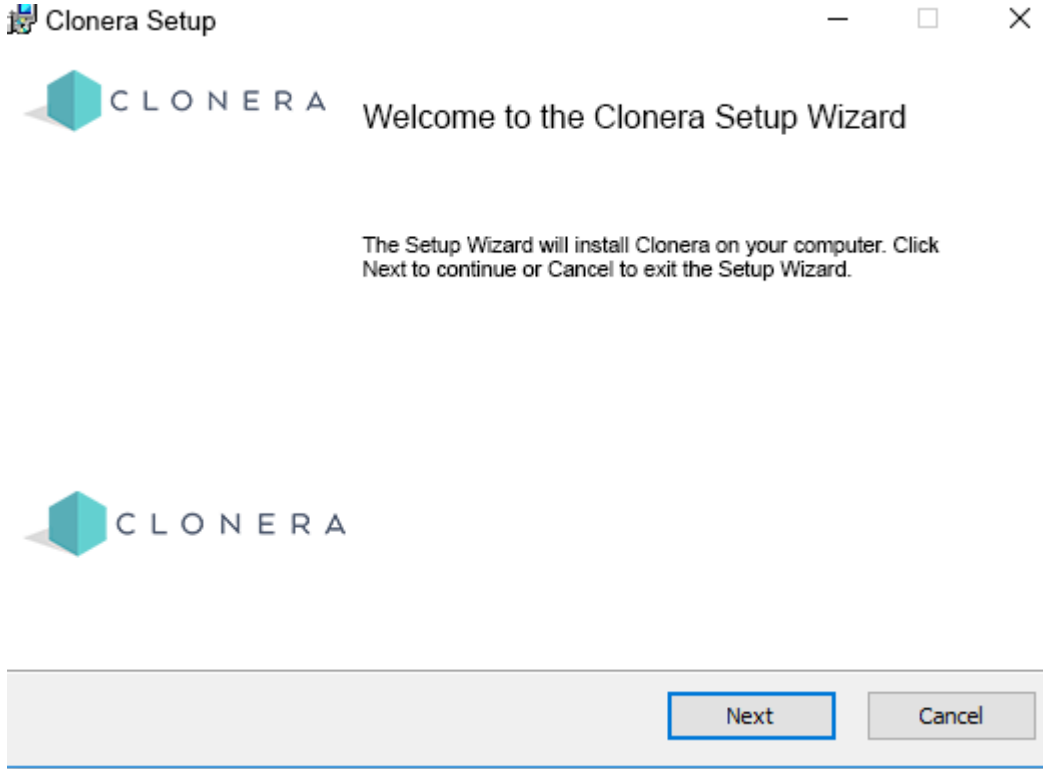 Clonera Setup
CLONERA
Welcome to the Clonera Setup Wizard
The Setup Wizard will install Clonera on your computer. Click
Next to continue or Cancel to exit the Setup Wizard.
CLONERA
Next
Cancel